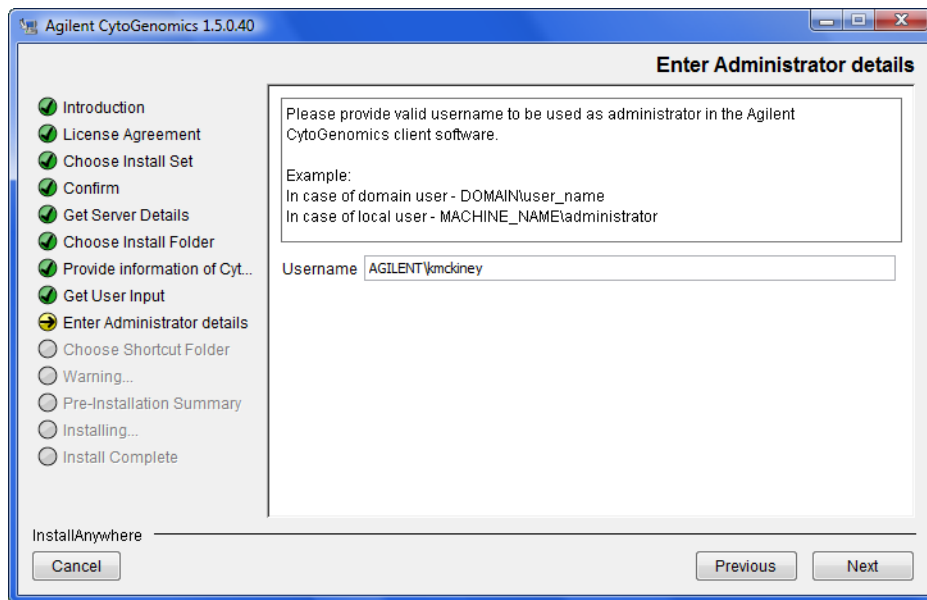 Agilent CytoGenomics 1.5.0.40
Enter Administrator details
Introduction
License Agreement
Choose Install Set
Confirm
Get Server Details
Choose Install Folder
Provide information of Cyt...
Get User Input
Enter Administrator details
Choose Shortcut Folder
Warning...
Pre-Installation Summary
Installing...
Install Complete
Please provide valid username to be used as administrator in the Agilent
CytoGenomics client software.
Example:
In case of domain user - DOMAIN\user_name
In case of local user - MACHINE_NAME\administrator
Username AGILENT\kmckiney
InstallAnywhere
Cancel
Previous
Next